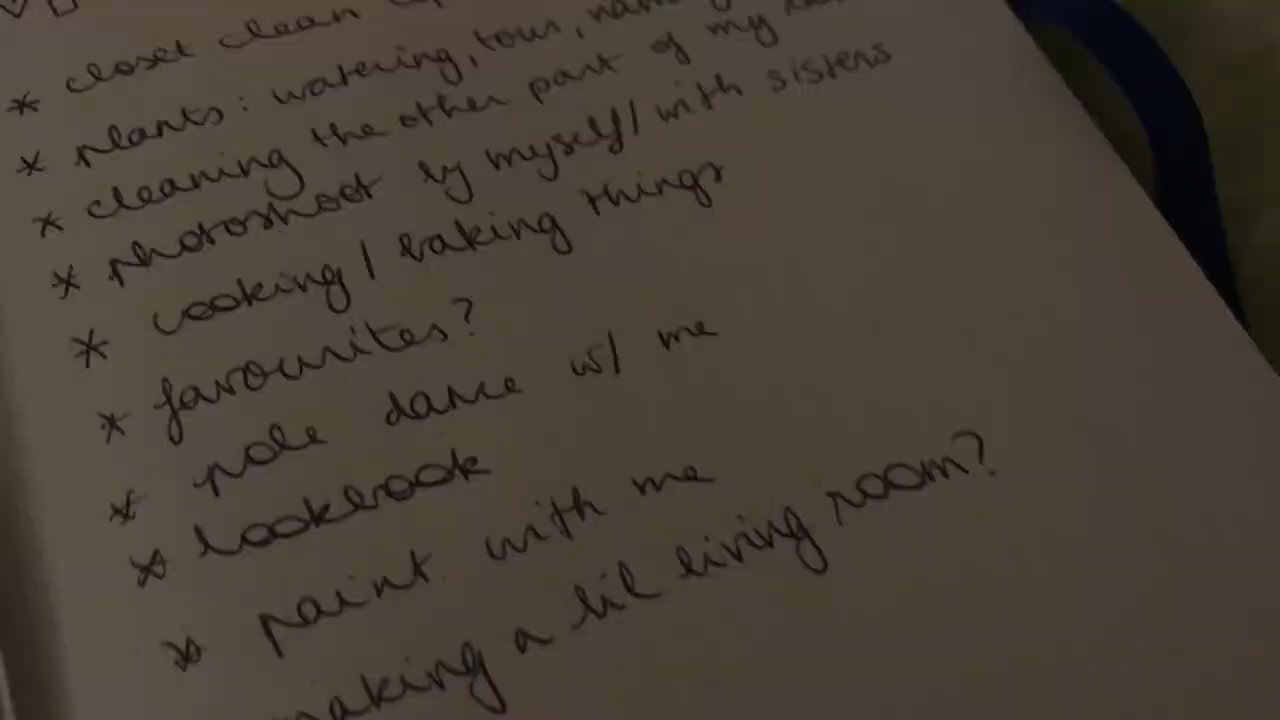 * closet clean
* plants: watering, tour,
* cleaning the other part of my
* photoshoot by myself/ with sisters
* cooking/ baking things
* favourites?
* pole dance w/ me
* lookbook
* paint with me
making a lil living room?